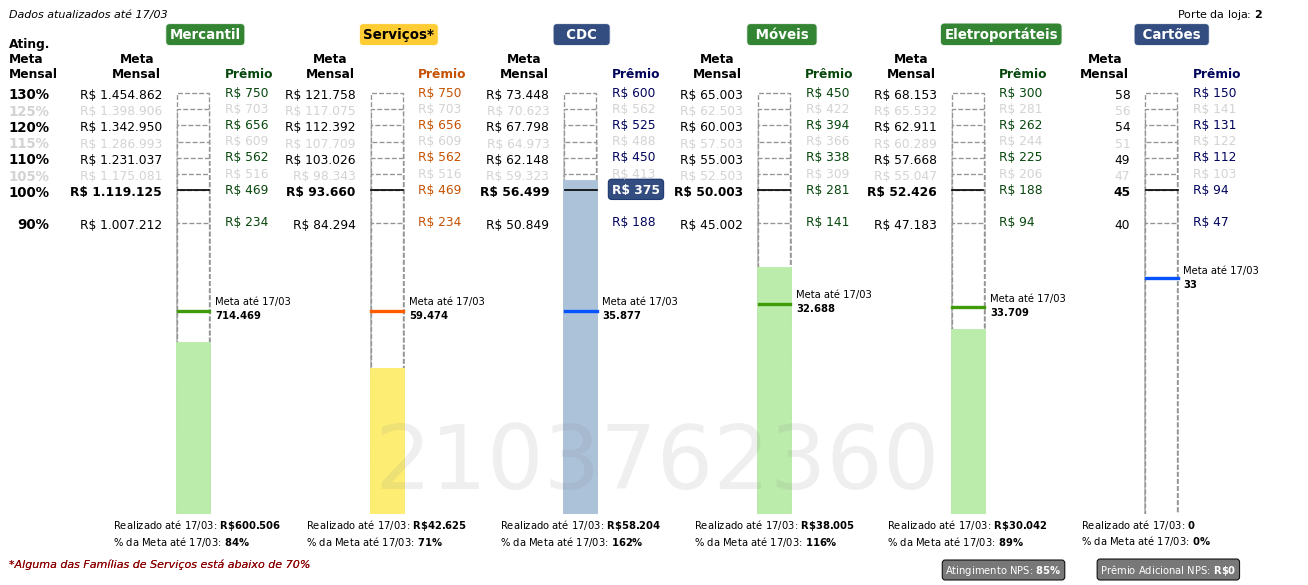 Dados atualizados até 17/03
Porte da loja: 2
Mercantil Serviços* CDC Móveis Eletroportáteis Cartões
Ating. Meta Mensal
Meta Mensal Prêmio Meta Mensal Prêmio Meta Mensal Prêmio Meta Mensal Prêmio Meta Mensal Prêmio Meta Mensal Prêmio
130% R$ 1.454.862 R$ 750 R$ 121.758 R$ 750 R$ 73.448 R$ 600 R$ 65.003 R$ 450 R$ 68.153 R$ 300 58 R$ 150
125% R$ 1.398.906 R$ 703 R$ 117.075 R$ 703 R$ 70.623 R$ 562 R$ 62.503 R$ 422 R$ 65.532 R$ 281 56 R$ 141
120% R$ 1.342.950 R$ 656 R$ 112.392 R$ 656 R$ 67.798 R$ 525 R$ 60.003 R$ 394 R$ 62.911 R$ 262 54 R$ 131
115% R$ 1.286.993 R$ 609 R$ 107.709 R$ 609 R$ 64.973 R$ 488 R$ 57.503 R$ 366 R$ 60.289 R$ 244 51 R$ 122
110% R$ 1.231.037 R$ 562 R$ 103.026 R$ 562 R$ 62.148 R$ 450 R$ 55.003 R$ 338 R$ 57.668 R$ 225 49 R$ 112
105% R$ 1.175.081 R$ 516 R$ 98.343 R$ 516 R$ 59.323 R$ 413 R$ 52.503 R$ 309 R$ 55.047 R$ 206 47 R$ 103
100% R$ 1.119.125 R$ 469 R$ 93.660 R$ 469 R$ 56.499 R$ 375 R$ 50.003 R$ 281 R$ 52.426 R$ 188 45 R$ 94
90% R$ 1.007.212 R$ 234 R$ 84.294 R$ 234 R$ 50.849 R$ 188 R$ 45.002 R$ 141 R$ 47.183 R$ 94 40 R$ 47
Meta até 17/03 Meta até 17/03 Meta até 17/03 Meta até 17/03 Meta até 17/03 Meta até 17/03
714.469 59.474 35.877 32.688 33.709 33
2103762360
Realizado até 17/03: R$600.506 Realizado até 17/03: R$42.625 Realizado até 17/03: R$58.204 Realizado até 17/03: R$38.005 Realizado até 17/03: R$30.042 Realizado até 17/03: 0
% da Meta até 17/03: 84% % da Meta até 17/03: 71% % da Meta até 17/03: 162% % da Meta até 17/03: 116% % da Meta até 17/03: 89% % da Meta até 17/03: 0%
*Alguma das Famílias de Serviços está abaixo de 70%
Atingimento NPS: 85% Prêmio Adicional NPS: R$0